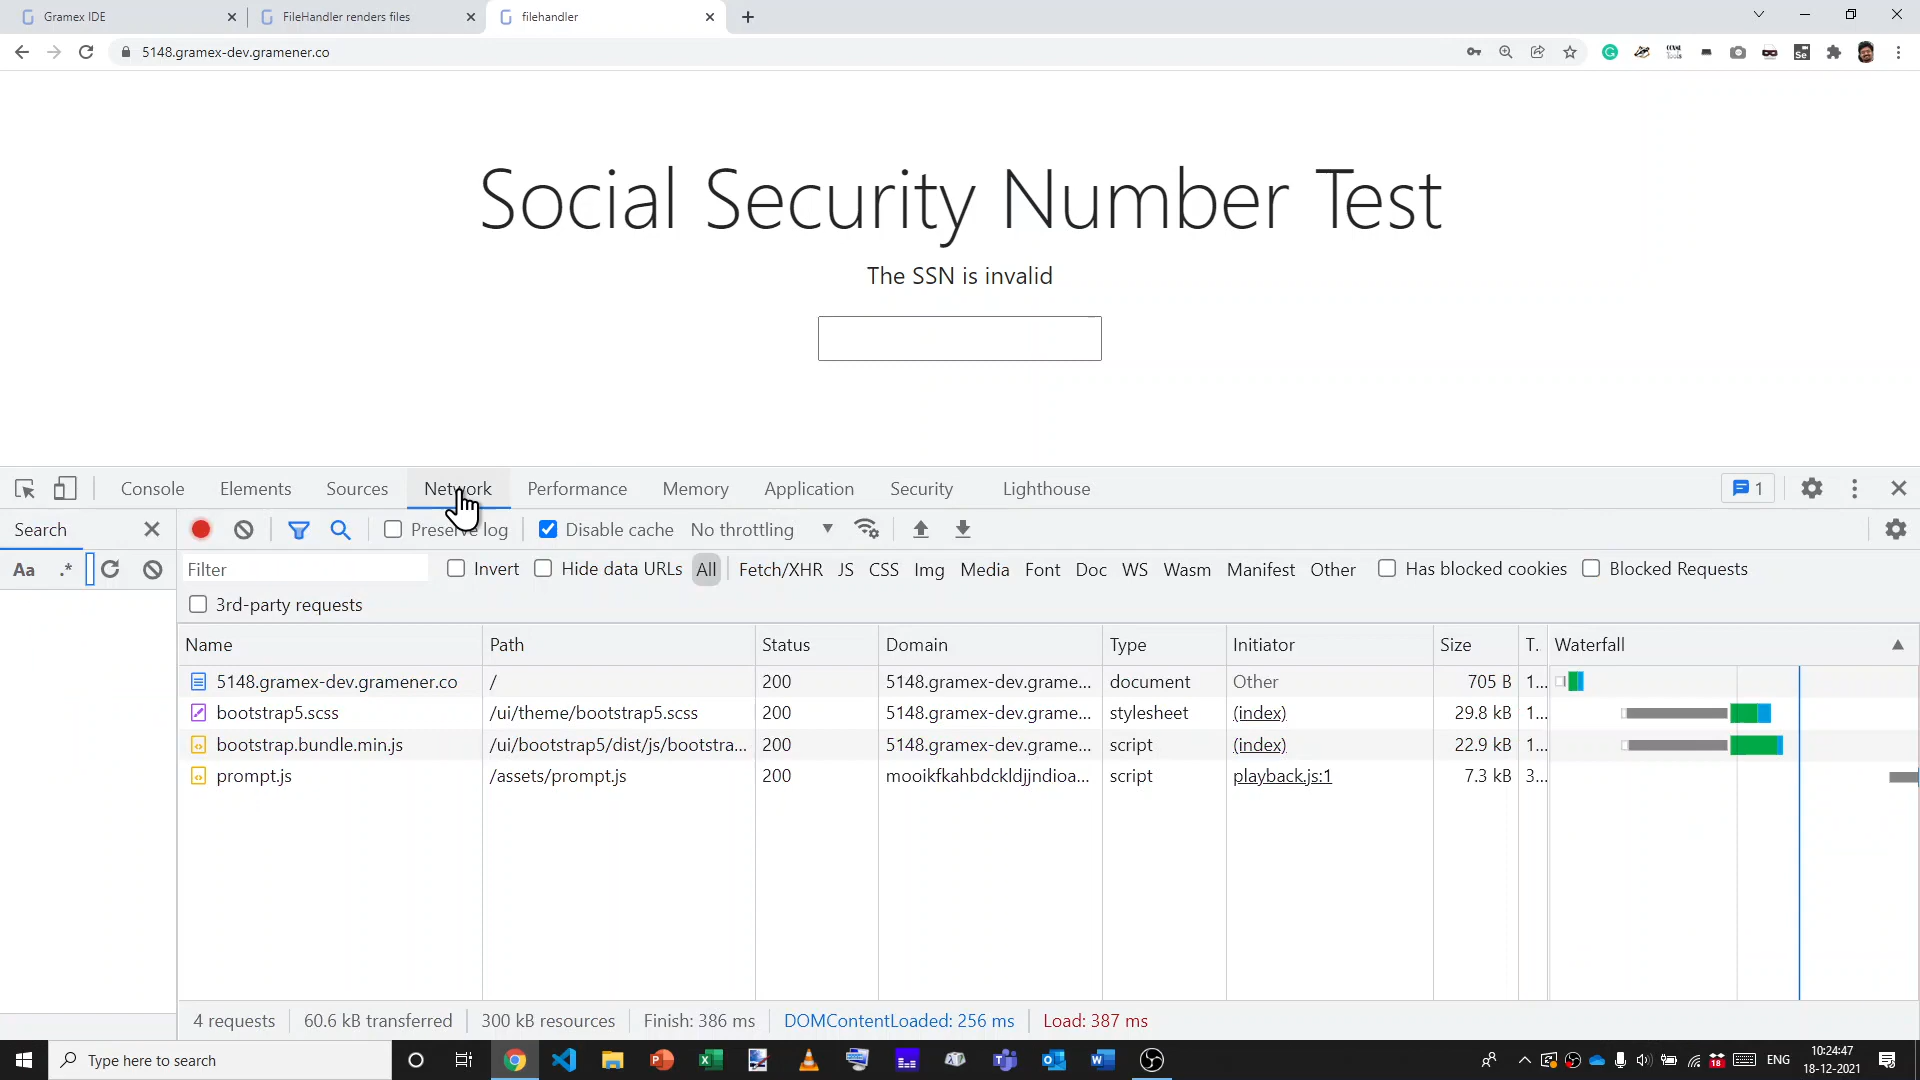 Gramex IDE
FileHandler renders files
filehandler
5148.gramex-dev.gramener.co
Social Security Number Test
The SSN is invalid
Console Elements Sources Network Performance Memory Application Security Lighthouse 1
Search Preserve log Disable cache No throttling
Aa .* Filter Invert Hide data URLs All Fetch/XHR JS CSS Img Media Font Doc WS Wasm Manifest Other Has blocked cookies Blocked Requests
3rd-party requests
Name Path Status Domain Type Initiator Size T. Waterfall
5148.gramex-dev.gramener.co / 200 5148.gramex-dev.grame... document Other 705 B 1...
bootstrap5.scss /ui/theme/bootstrap5.scss 200 5148.gramex-dev.grame... stylesheet (index) 29.8 kB 1...
bootstrap.bundle.min.js /ui/bootstrap5/dist/js/bootstra... 200 5148.gramex-dev.grame... script (index) 22.9 kB 1...
prompt.js /assets/prompt.js 200 mooikfkahbdckldjjndioa... script playback.js:1 7.3 kB 3...
4 requests 60.6 kB transferred 300 kB resources Finish: 386 ms DOMContentLoaded: 256 ms Load: 387 ms
Type here to search
ENG
10:24:47
18-12-2021